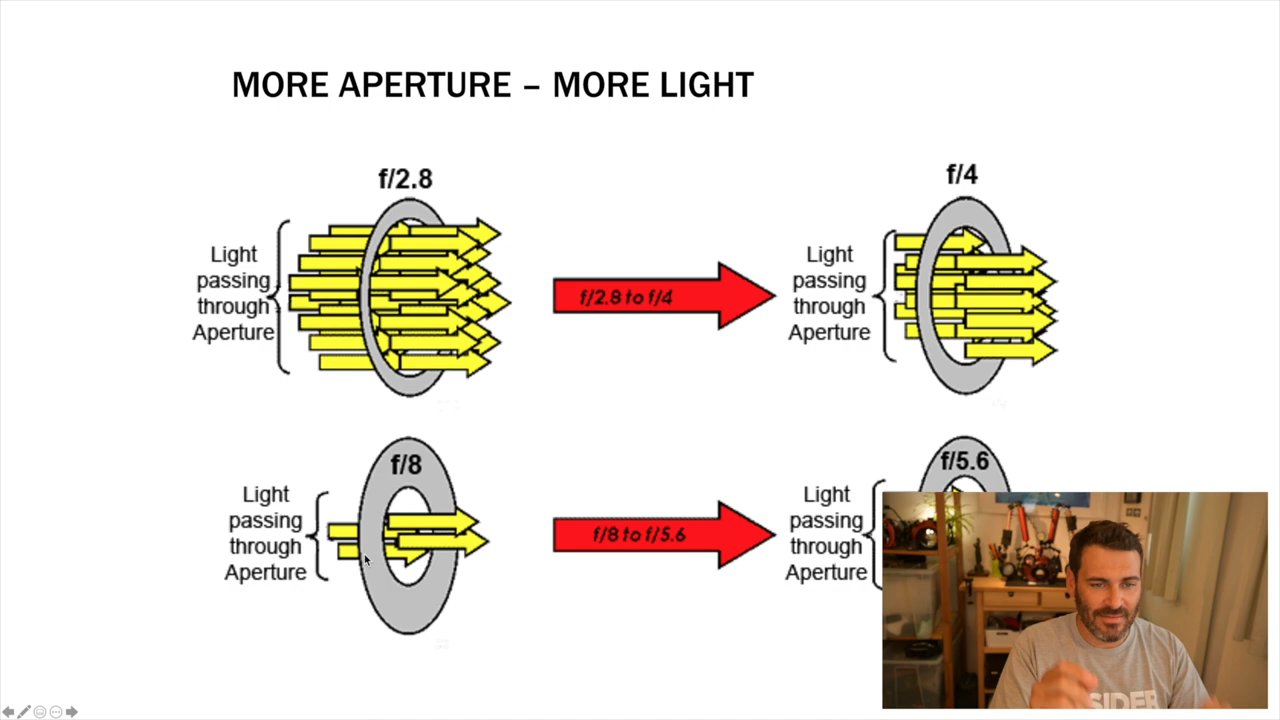 MORE APERTURE – MORE LIGHT
f/2.8
Light
passing
through
Aperture
f/2.8 to f/4
f/4
Light
passing
through
Aperture
f/8
Light
passing
through
Aperture
f/8 to f/5.6
f/5.6
Light
passing
through
Aperture
SIDER